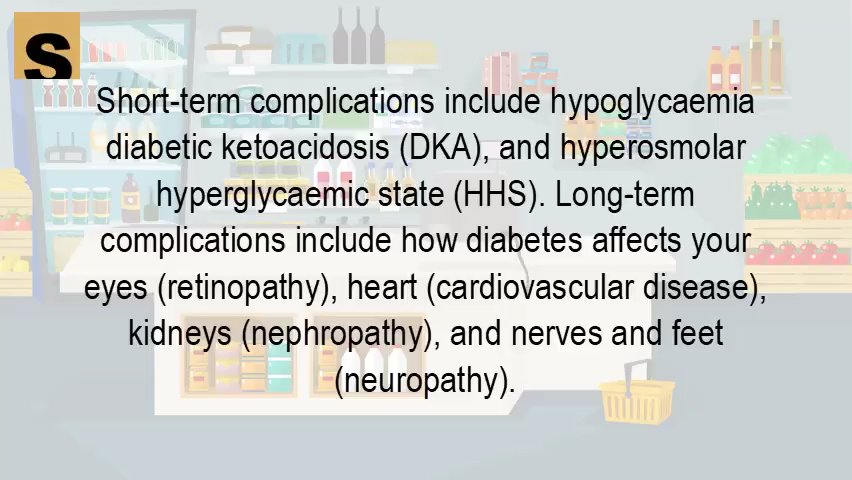 S
Short-term complications include hypoglycaemia
diabetic ketoacidosis (DKA), and hyperosmolar
hyperglycaemic state (HHS). Long-term
complications include how diabetes affects your
eyes (retinopathy), heart (cardiovascular disease),
kidneys (nephropathy), and nerves and feet
(neuropathy).